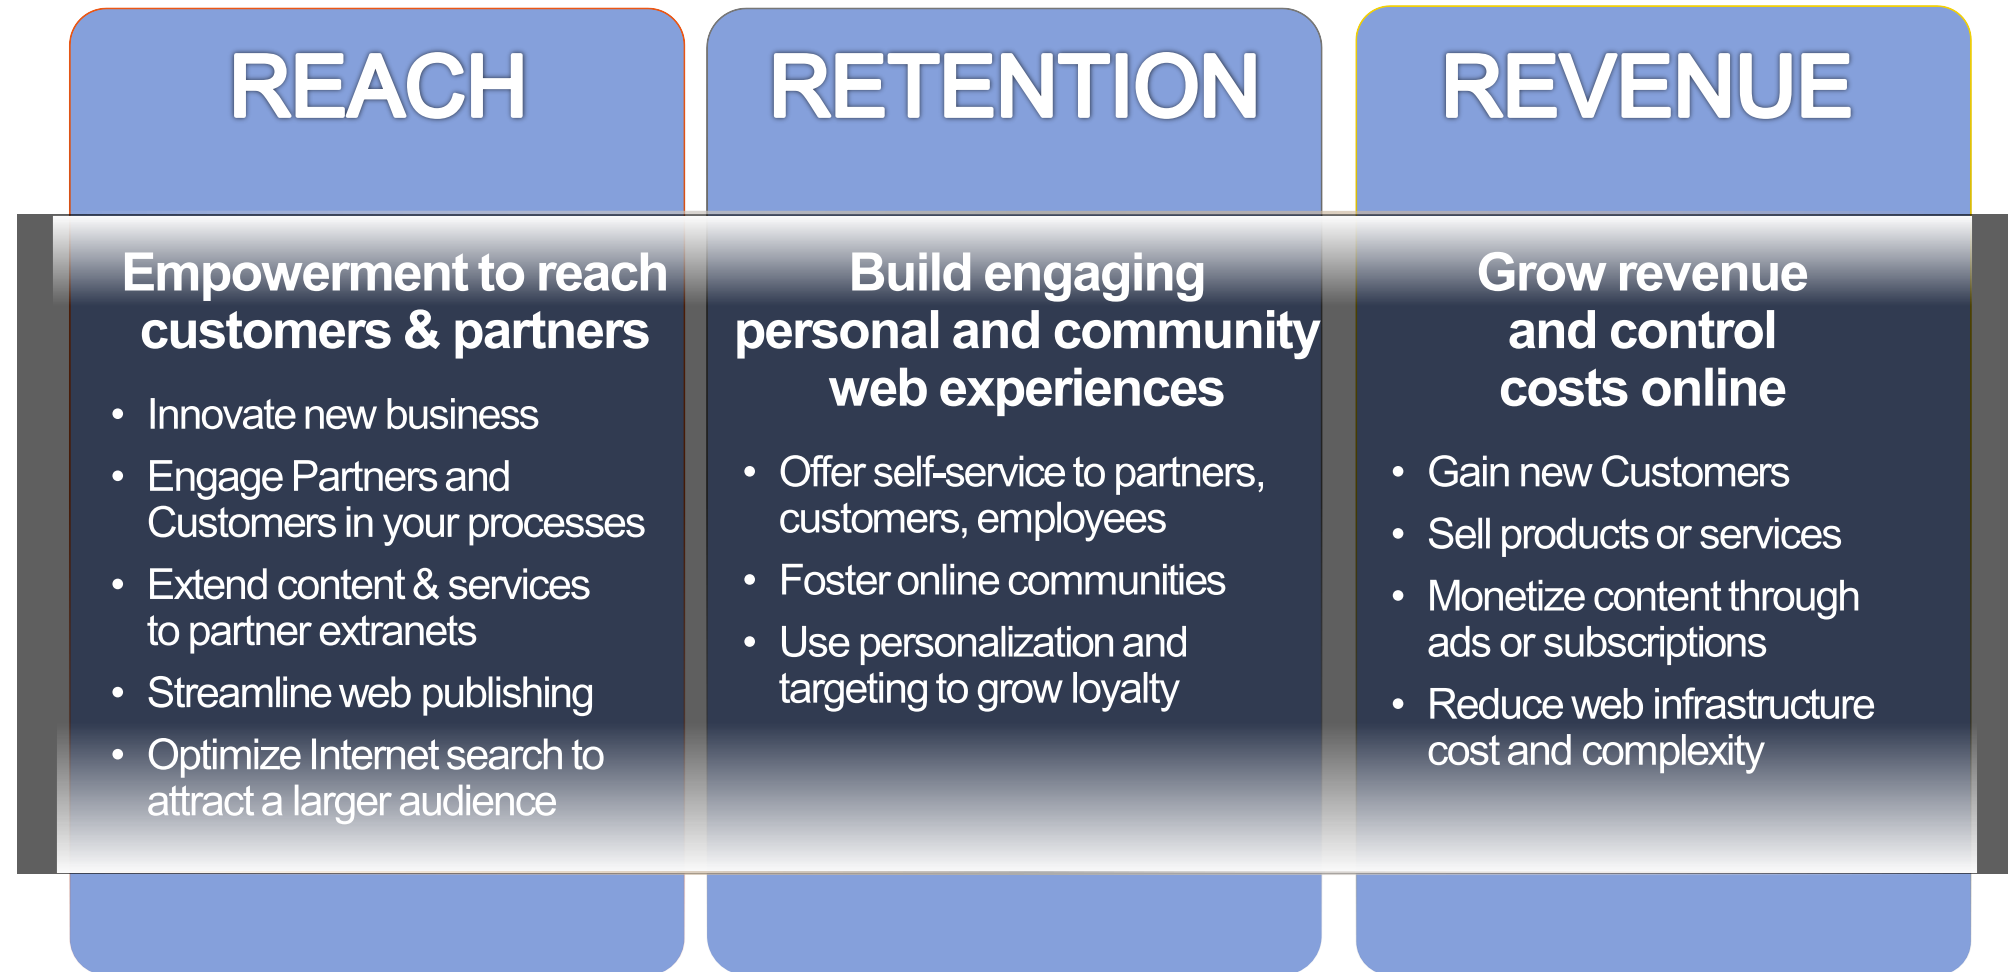 REACH
Empowerment to reach
customers & partners
• Innovate new business
• Engage Partners and
Customers in your processes
• Extend content & services
to partner extranets
• Streamline web publishing
• Optimize Internet search to
attract a larger audience
RETENTION
Build engaging
personal and community
web experiences
• Offer self-service to partners,
customers, employees
• Foster online communities
• Use personalization and
targeting to grow loyalty
REVENUE
Grow revenue
and control
costs online
• Gain new Customers
• Sell products or services
• Monetize content through
ads or subscriptions
• Reduce web infrastructure
cost and complexity